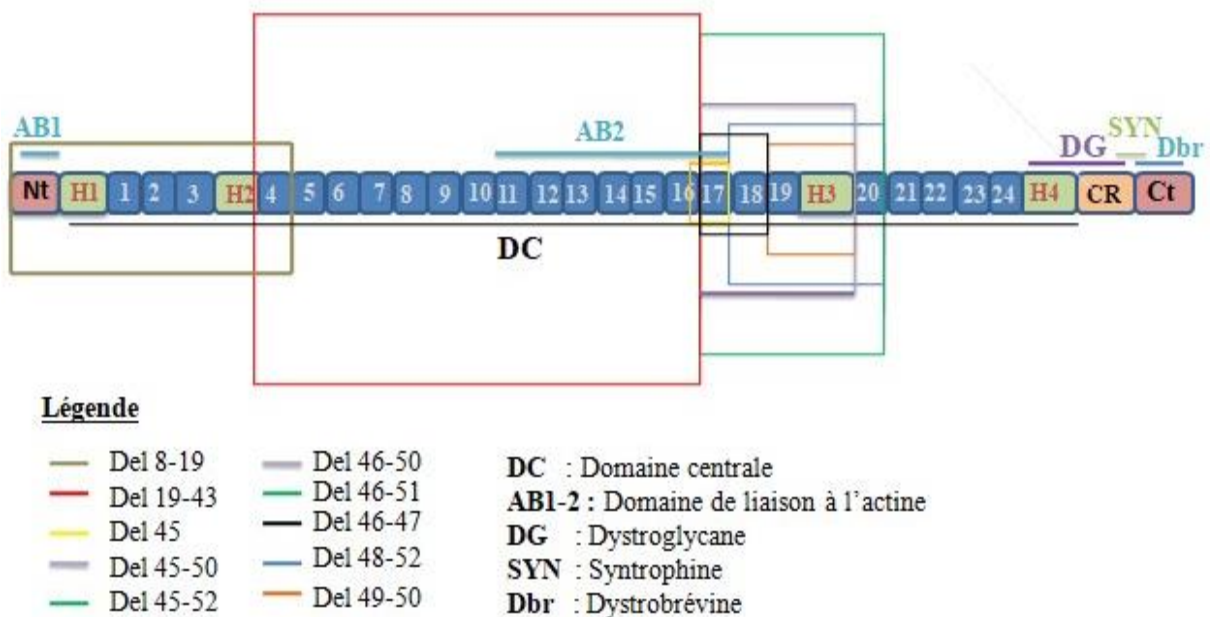 AB1
AB2
SYN
DG
Dbr
Nt H1 1 2 3 H2 4 5 6 7 8 9 10 11 12 13 14 15 16 17 18 19 H3 20 21 22 23 24 H4 CR Ct
DC
Légende
Del 8-19
Del 19-43
Del 45
Del 45-50
Del 45-52
Del 46-50
Del 46-51
Del 46-47
Del 48-52
Del 49-50
DC : Domaine centrale
AB1-2 : Domaine de liaison à l'actine
DG : Dystroglycane
SYN : Syntrophine
Dbr : Dystrobrévine